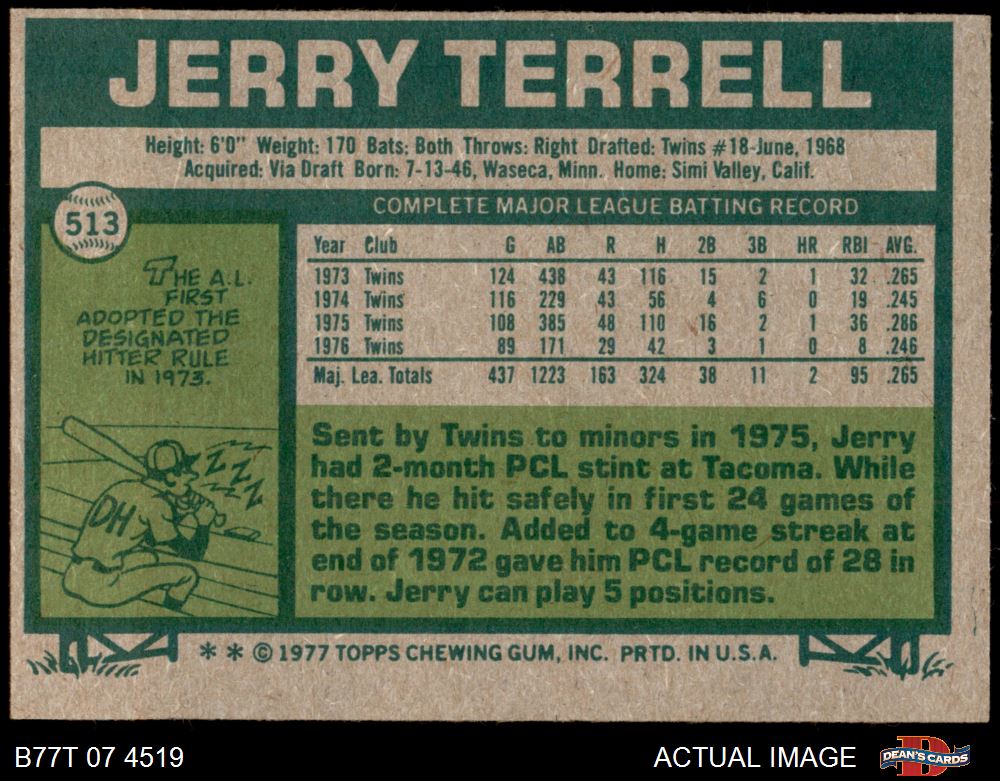 JERRY TERRELL
Height: 6'0" Weight: 170 Bats: Both Throws: Right Drafted: Twins #18-June, 1968
Acquired: Via Draft Born: 7-13-46, Waseca, Minn. Home: Simi Valley, Calif.
513
THE A.L.
FIRST
ADOPTED THE
DESIGNATED
HITTER RULE
IN 1973.
ZZZZ
DH
COMPLETE MAJOR LEAGUE BATTING RECORD
Year Club G AB R H 2B 3B HR RBI AVG.
1973 Twins 124 438 43 116 15 2 1 32 .265
1974 Twins 116 229 43 56 4 6 0 19 .245
1975 Twins 108 385 48 110 16 2 1 36 .286
1976 Twins 89 171 29 42 3 1 0 8 .246
Maj. Lea. Totals 437 1223 163 324 38 11 2 95 .265
Sent by Twins to minors in 1975, Jerry
had 2-month PCL stint at Tacoma. While
there he hit safely in first 24 games of
the season. Added to 4-game streak at
end of 1972 gave him PCL record of 28 in
row. Jerry can play 5 positions.
* * © 1977 TOPPS CHEWING GUM, INC. PRTD. IN U.S.A.
B77T 07 4519
ACTUAL IMAGE
D
DEAN'S CARDS